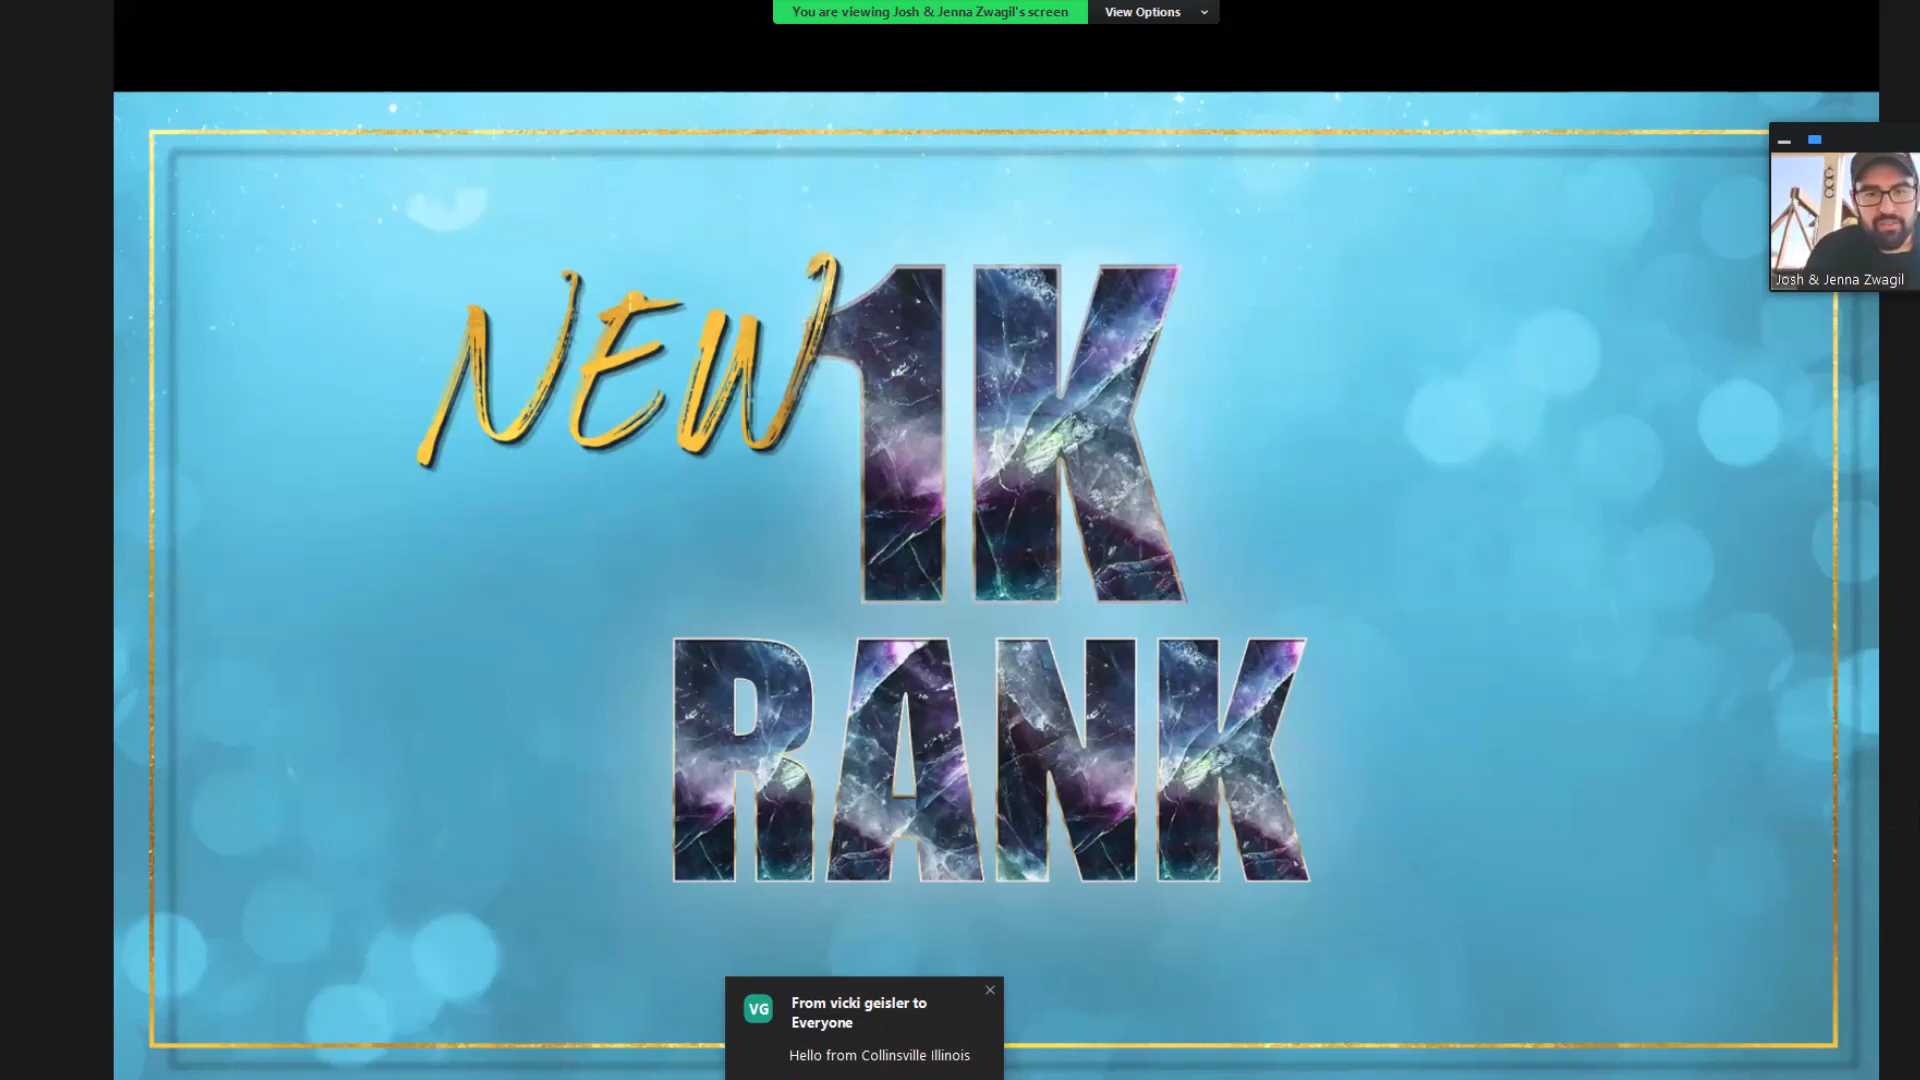 You are viewing Josh & Jenna Zwagil's screen
View Options
Josh & Jenna Zwagil
NEW 1K
RANK
VG
From vicki geisler to
Everyone
Hello from Collinsville Illinois